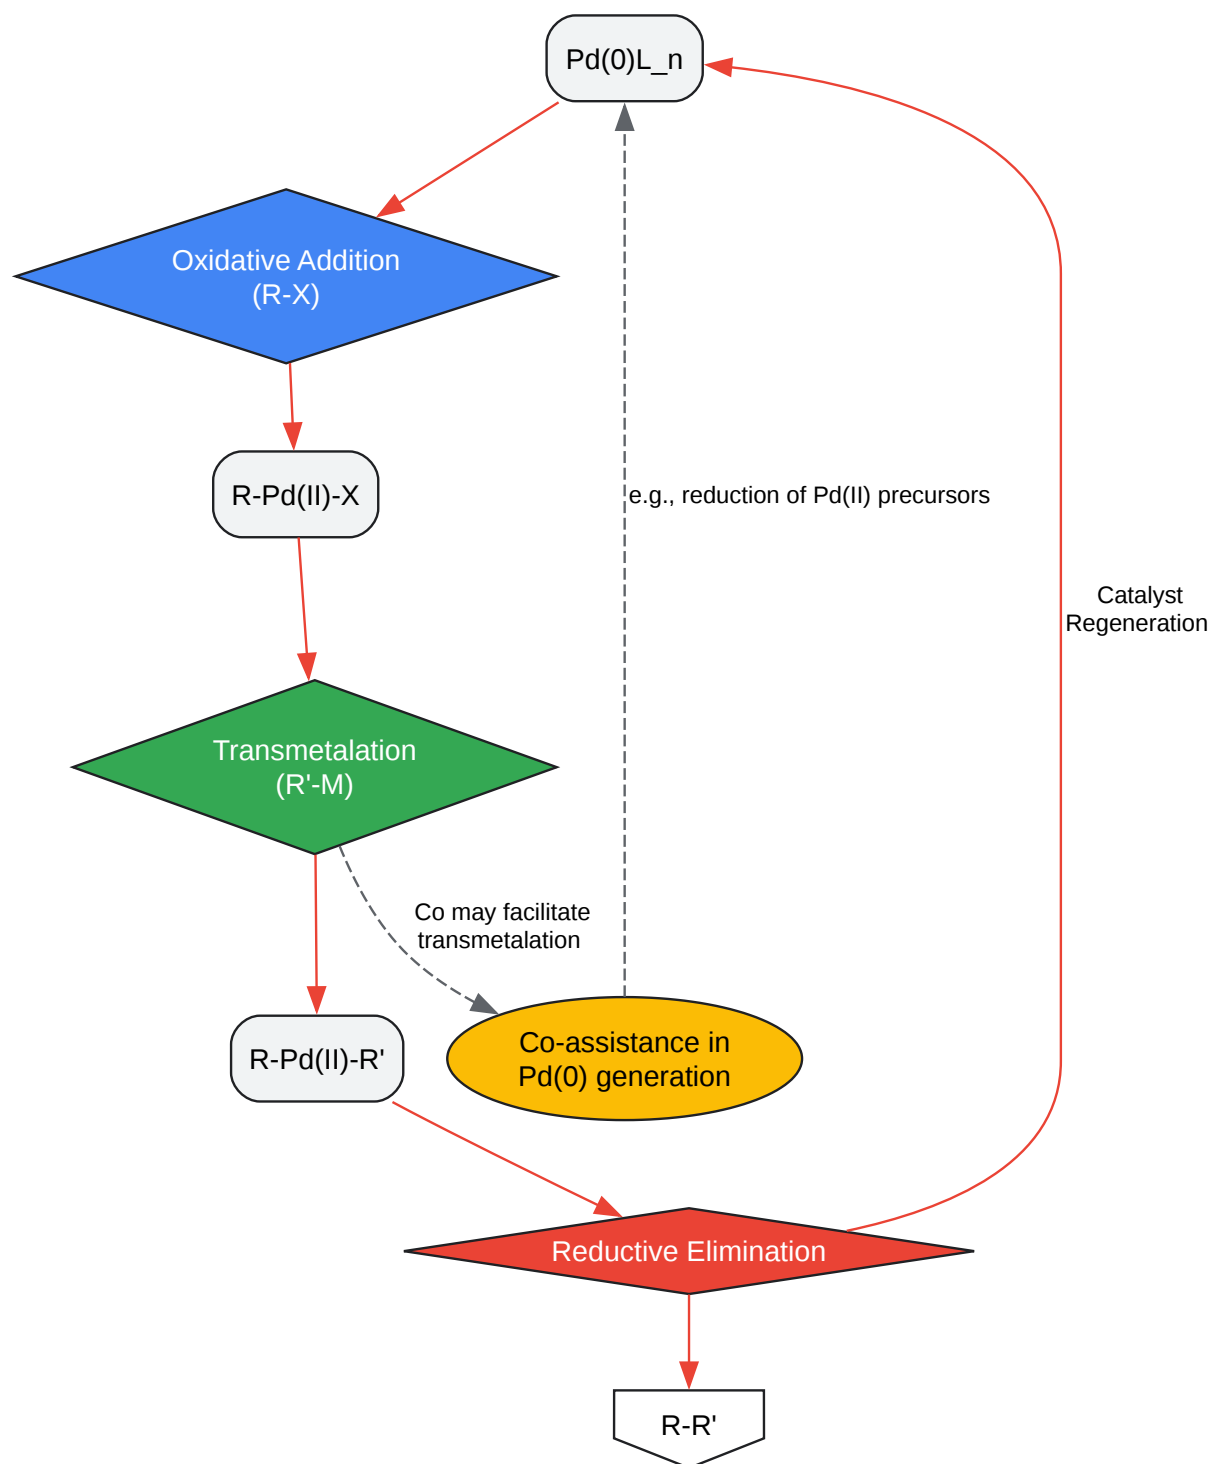 Pd(0)L_n
Oxidative Addition
(R-X)
R-Pd(II)-X
e.g., reduction of Pd(II) precursors
Catalyst
Regeneration
Transmetalation
(R'-M)
Co may facilitate
transmetalation
R-Pd(II)-R'
Co-assistance in
Pd(0) generation
Reductive Elimination
R-R'